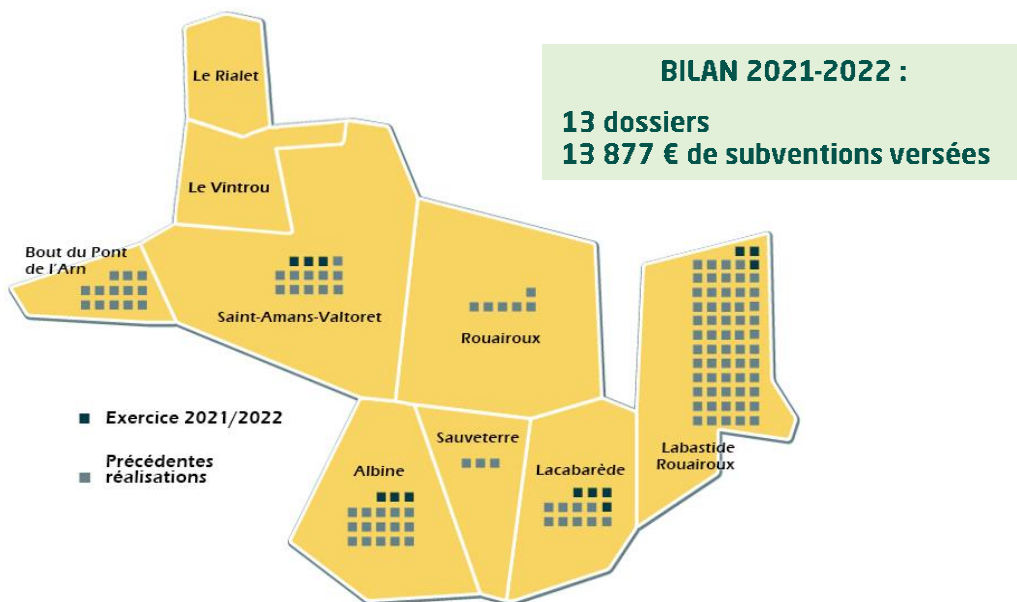 BILAN 2021-2022 :
13 dossiers
13 877 € de subventions versées
Le Rialet
Le Vintrou
Bout du Pont
de l'Arn
Saint-Amans-Valtoret
Rouairoux
Labastide
Rouairoux
Sauveterre
Albine
Lacabarède
Exercice 2021/2022
Précédentes
réalisations